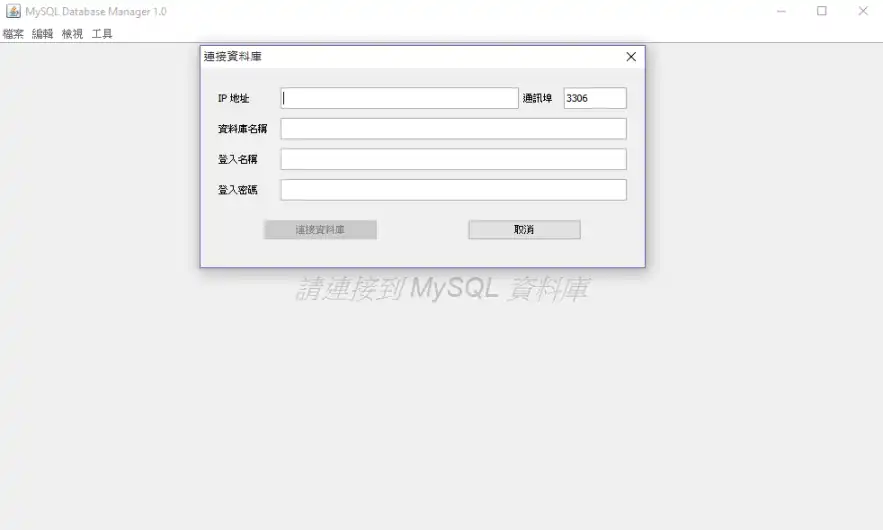 MySQL Database Manager 1.0
檔案 編輯 檢視 工具
連接資料庫
IP 地址 通訊埠 3306
資料庫名稱
登入名稱
登入密碼
連接資料庫 取消
請連接到 MySQL 資料庫